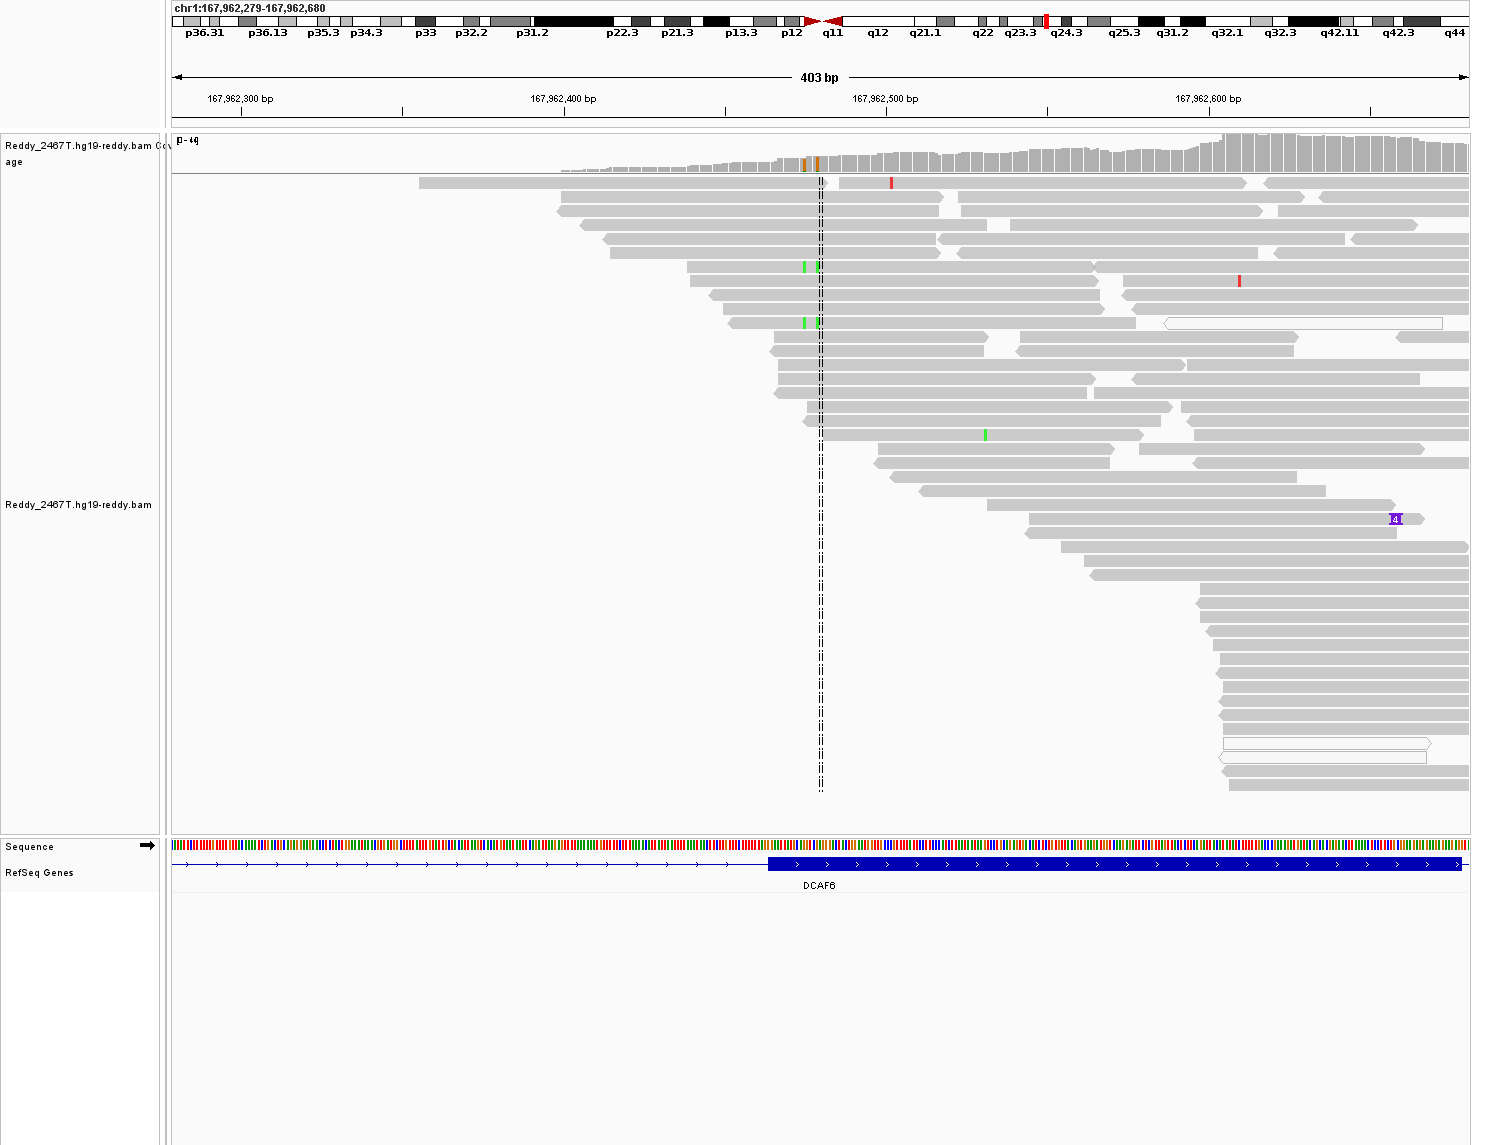 chr1:167,962,279-167,962,680
p36.31 p36.13 p35.3 p34.3 p33 p32.2 p31.2 p22.3 p21.3 p13.3 p12 q11 q12 q21.1 q22 q23.3 q24.3 q25.3 q31.2 q32.1 q32.3 q42.11 q42.3 q44
403 bp
167,962,300 bp 167,962,400 bp 167,962,500 bp 167,962,600 bp
[0 - 44]
Reddy_2467T.hg19-reddy.bam Cov
age
Reddy_2467T.hg19-reddy.bam
4
Sequence
RefSeq Genes
DCAF6